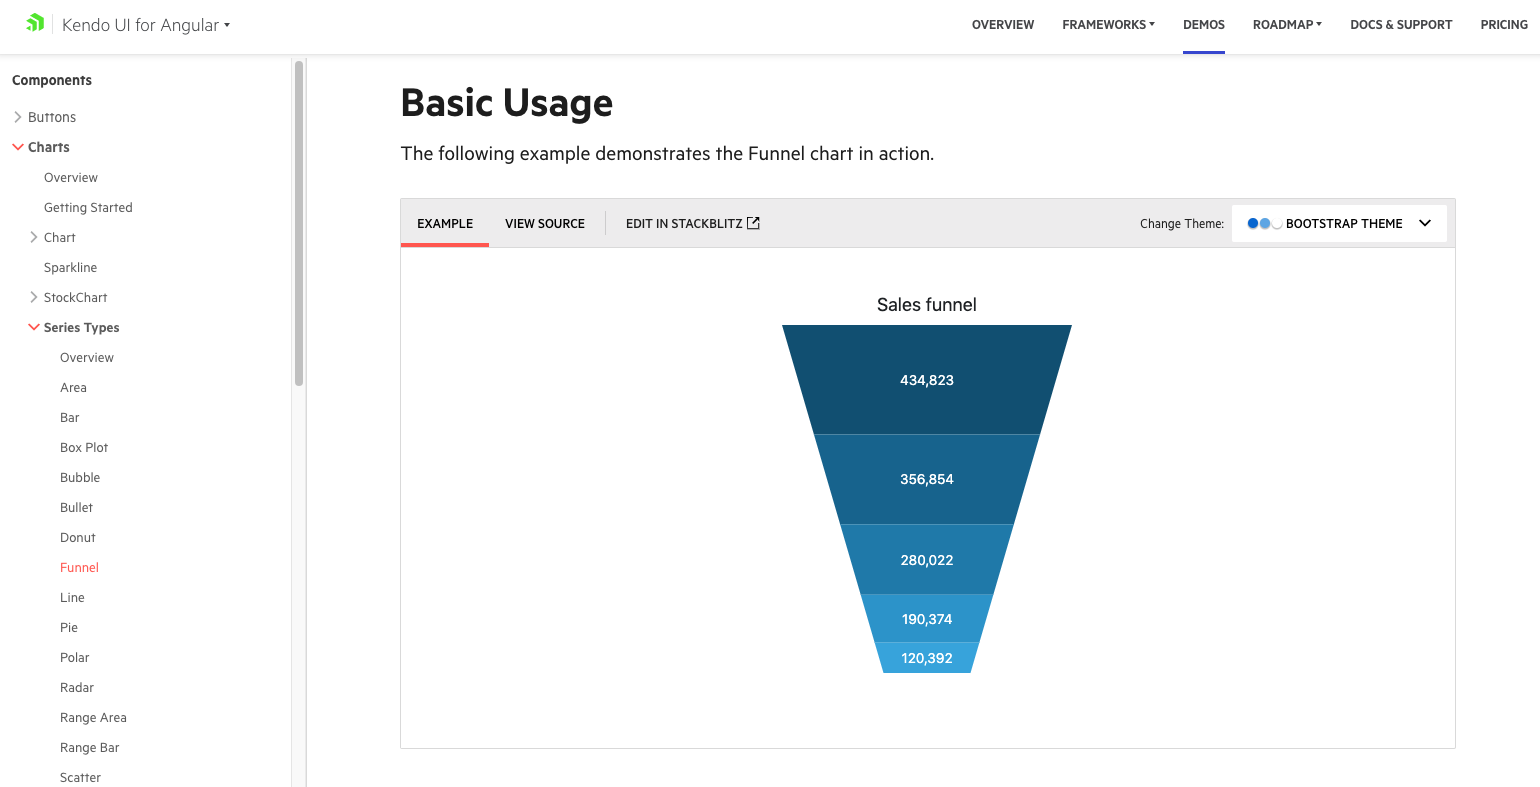 Kendo UI for Angular
OVERVIEW
FRAMEWORKS
DEMOS
ROADMAP
DOCS & SUPPORT
PRICING
Components
Buttons
Charts
Overview
Getting Started
Chart
Sparkline
StockChart
Series Types
Overview
Area
Bar
Box Plot
Bubble
Bullet
Donut
Funnel
Line
Pie
Polar
Radar
Range Area
Range Bar
Scatter
Basic Usage
The following example demonstrates the Funnel chart in action.
EXAMPLE
VIEW SOURCE
EDIT IN STACKBLITZ
Change Theme:
BOOTSTRAP THEME
Sales funnel
434,823
356,854
280,022
190,374
120,392